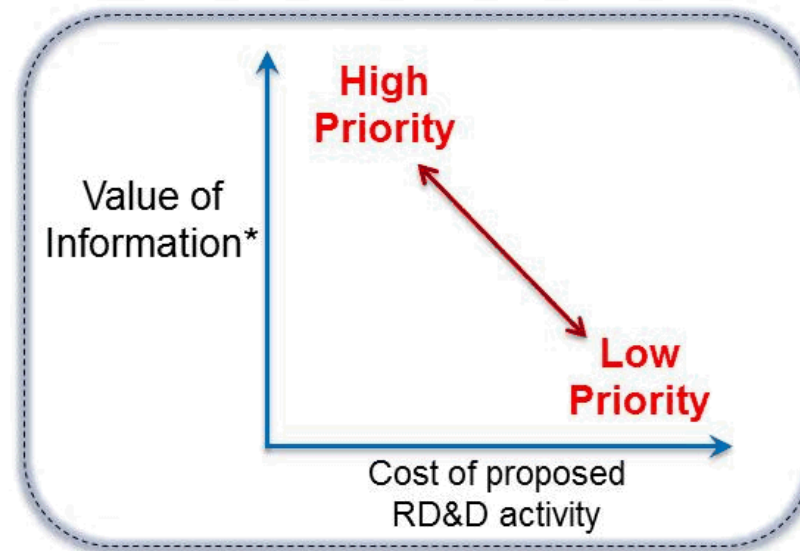 High
Priority
Value of
Information*
Low
Priority
Cost of proposed
RD&D activity